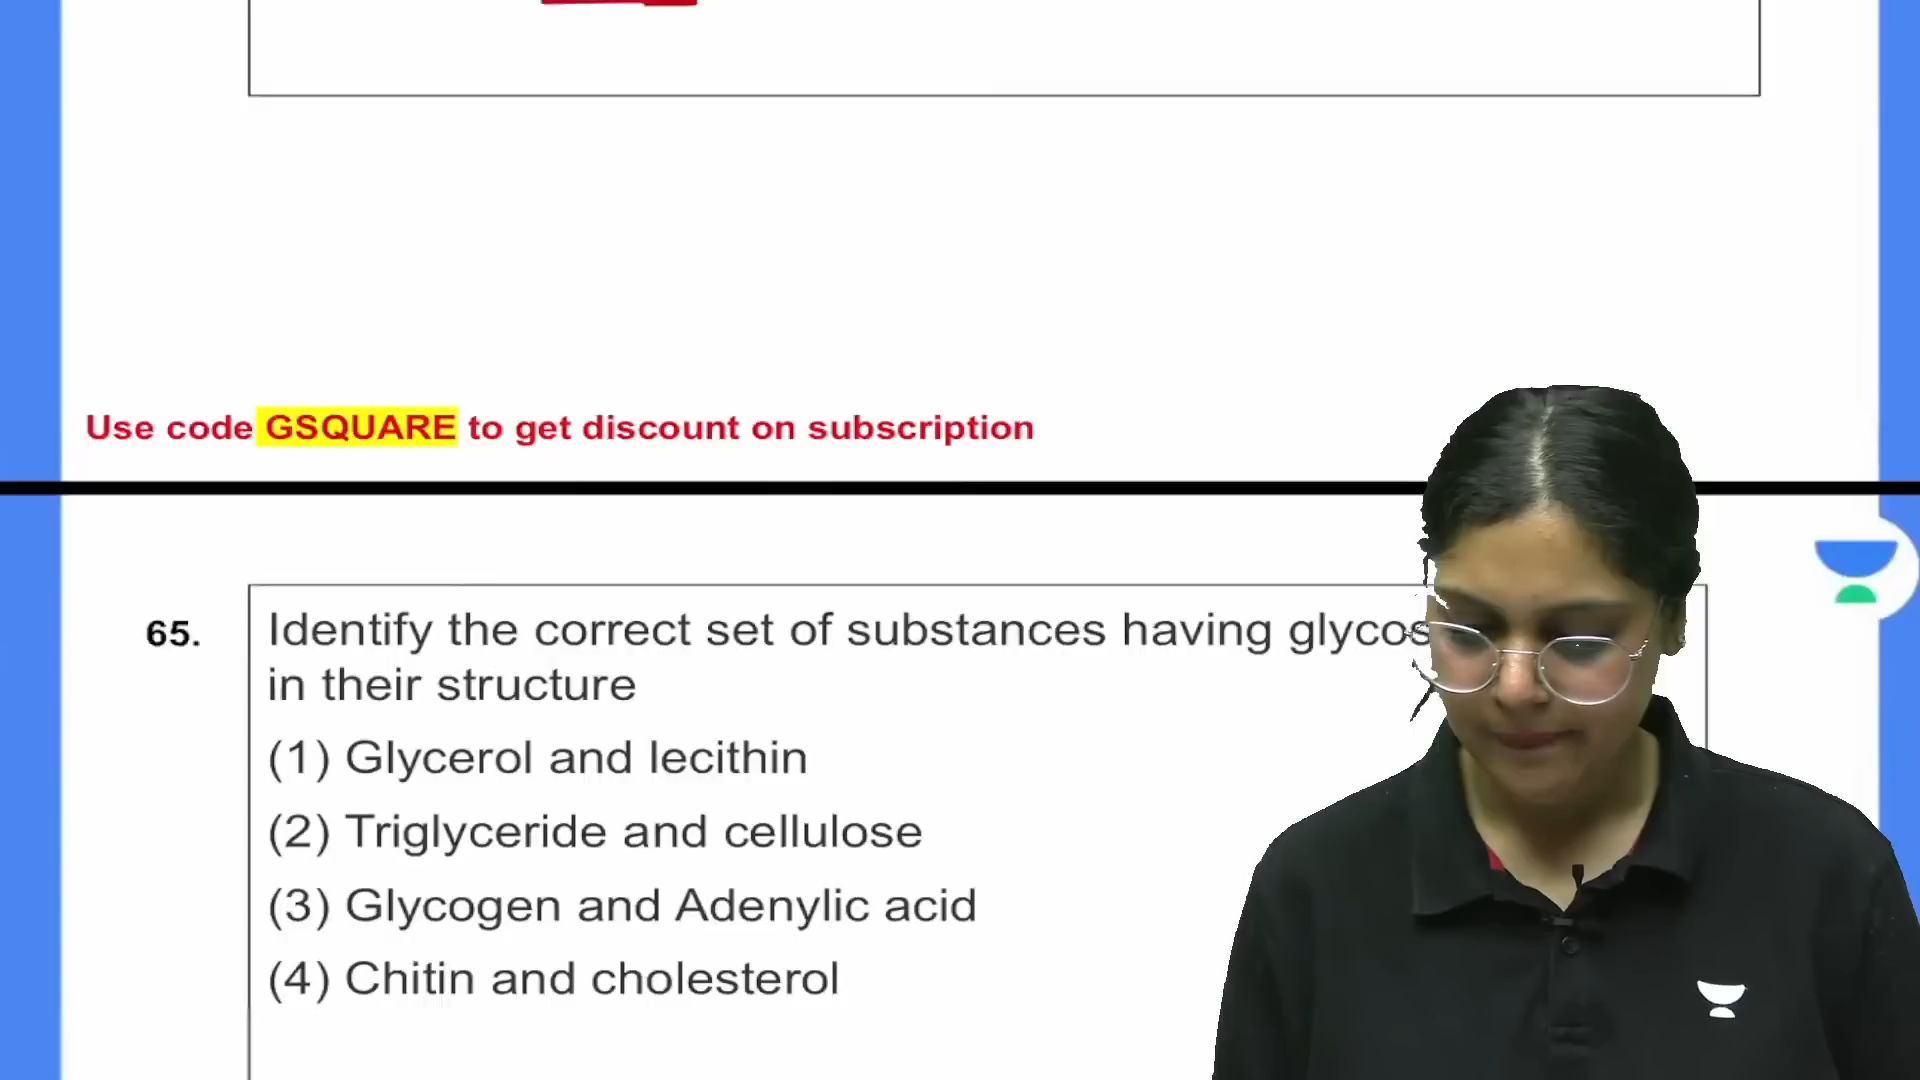 Use code GSQUARE to get discount on subscription
65.
Identify the correct set of substances having
in their structure
(1) Glycerol and lecithin
(2) Triglyceride and cellulose
(3) Glycogen and Adenylic acid
(4) Chitin and cholesterol